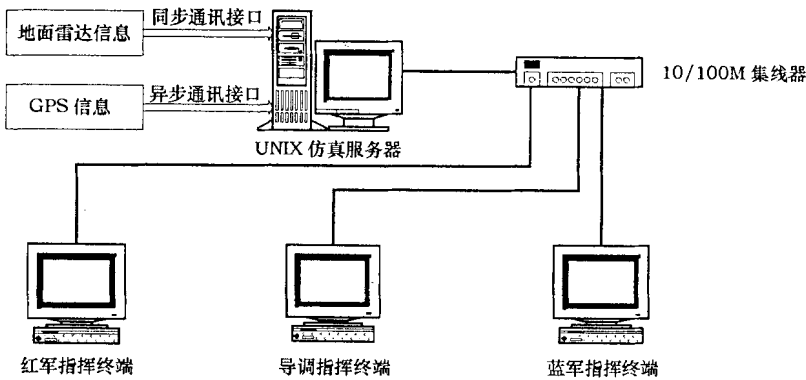 地面雷达信息
同步通讯接口
10/100M 集线器
GPS 信息
异步通讯接口
UNIX 仿真服务器
红军指挥终端
导调指挥终端
蓝军指挥终端